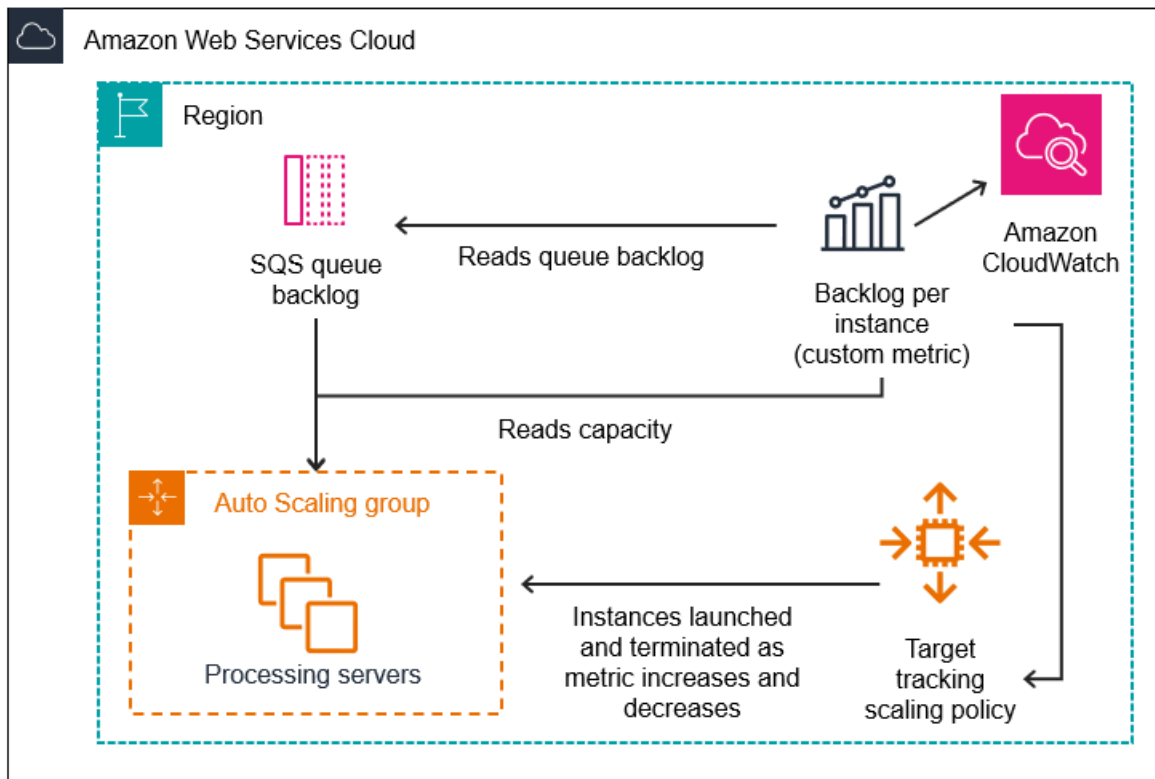 Amazon Web Services Cloud
Region
SQS queue
backlog
Reads queue backlog
Backlog per
instance
(custom metric)
Amazon
CloudWatch
Reads capacity
Auto Scaling group
Processing servers
Instances launched
and terminated as
metric increases and
decreases
Target
tracking
scaling policy